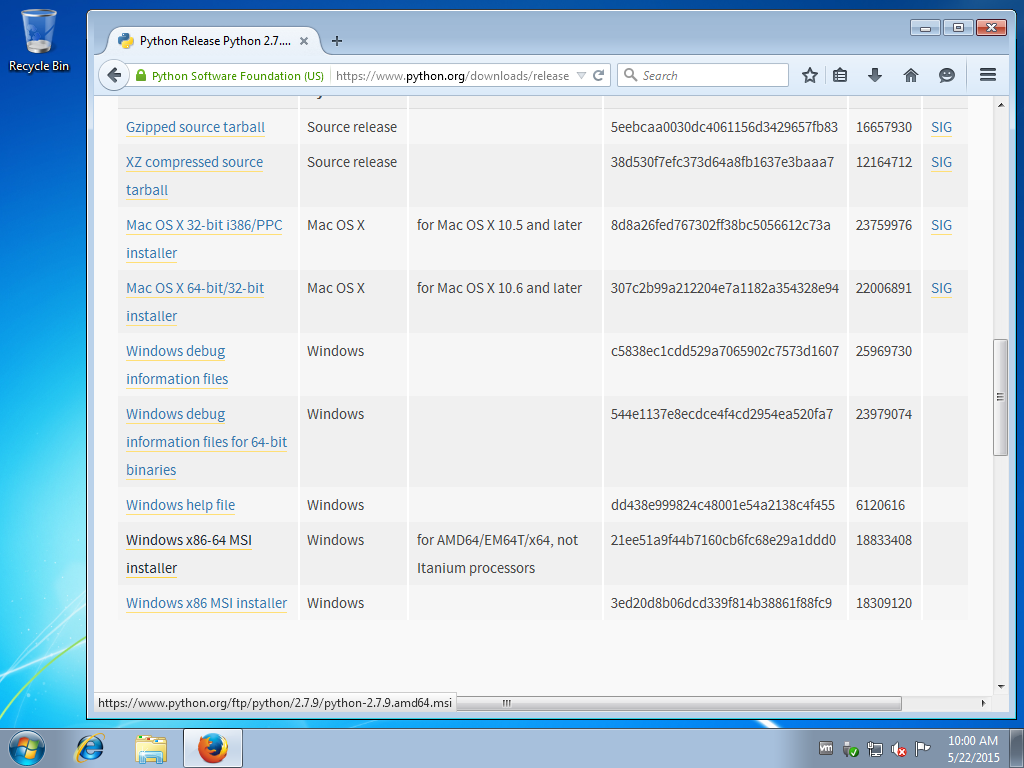 Recycle Bin
Python Release Python 2.7....
Python Software Foundation (US) https://www.python.org/downloads/release
Search
Gzipped source tarball Source release 5eebcaa0030dc4061156d3429657fb83 16657930 SIG
XZ compressed source Source release 38d530f7efc373d64a8fb1637e3baaa7 12164712 SIG
tarball
Mac OS X 32-bit i386/PPC Mac OS X for Mac OS X 10.5 and later 8d8a26fed767302ff38bc5056612c73a 23759976 SIG
installer
Mac OS X 64-bit/32-bit Mac OS X for Mac OS X 10.6 and later 307c2b99a212204e7a1182a354328e94 22006891 SIG
installer
Windows debug Windows c5838ec1cdd529a7065902c7573d1607 25969730
information files
Windows debug Windows 544e1137e8ecdce4f4cd2954ea520fa7 23979074
information files for 64-bit
binaries
Windows help file Windows dd438e999824c48001e54a2138c4f455 6120616
Windows x86-64 MSI Windows for AMD64/EM64T/x64, not 21ee51a9f44b7160cb6fc68e29a1ddd0 18833408
installer Itanium processors
Windows x86 MSI installer Windows 3ed20d8b06dcd339f814b38861f88fc9 18309120
https://www.python.org/ftp/python/2.7.9/python-2.7.9.amd64.msi
vm
10:00 AM
5/22/2015